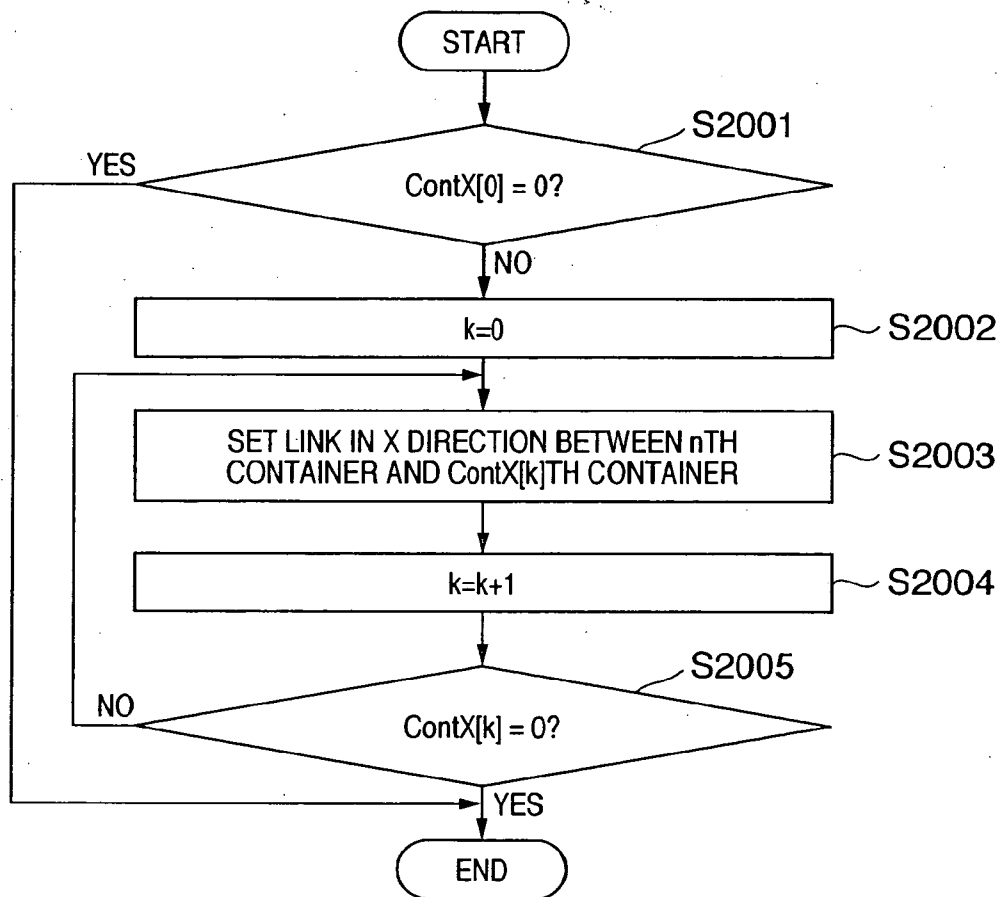 START
S2001
YES
ContX[0] = 0?
NO
k=0
S2002
SET LINK IN X DIRECTION BETWEEN nTH
CONTAINER AND ContX[k]TH CONTAINER
S2003
k=k+1
S2004
S2005
NO
ContX[k] = 0?
YES
END